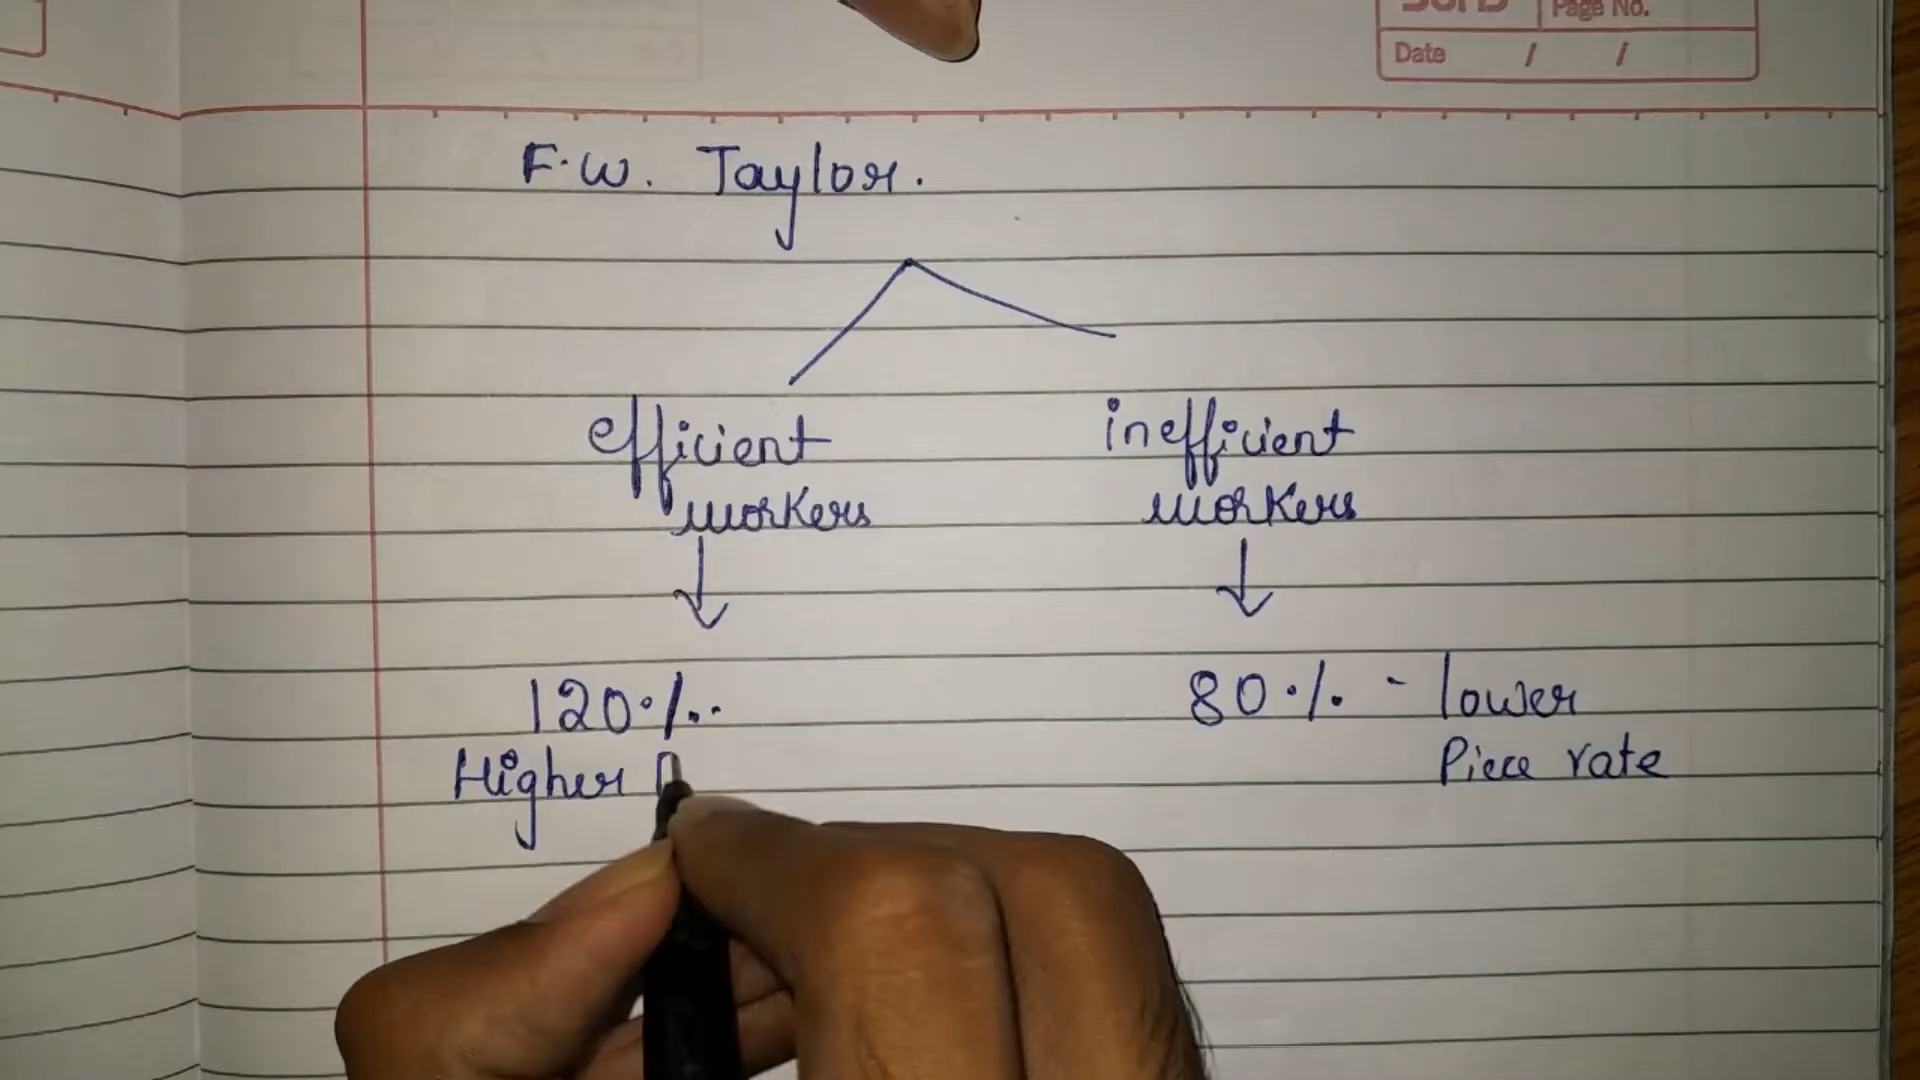 Page No.
Date / /
F.W. Taylor.
efficient
workers
inefficient
workers
120%.
Higher
80% - lower
Piece rate